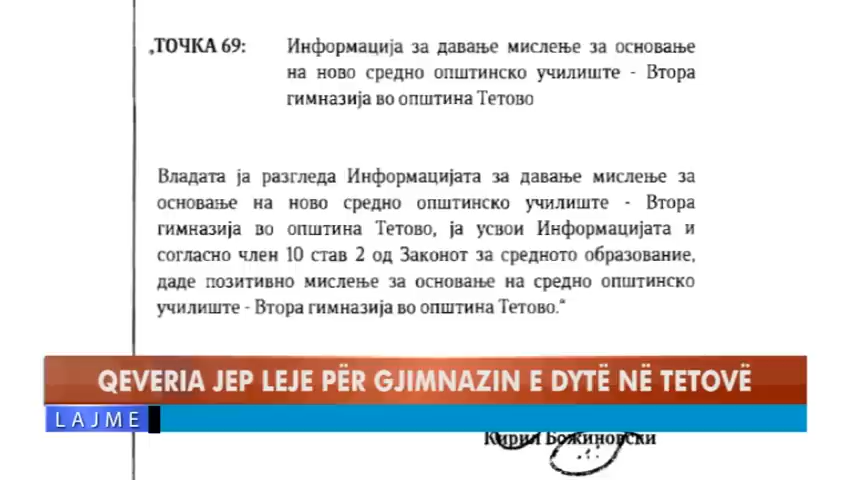 „ТОЧКА 69: Информација за давање мислење за основање
на ново средно општинско училиште - Втора
гимназија во општина Тетово
Владата ја разгледа Информацијата за давање мислење за
основање на ново средно општинско училиште - Втора
гимназија во општина Тетово, ја усвои Информацијата и
согласно член 10 став 2 од Законот за средното образование,
даде позитивно мислење за основање на средно општинско
училиште - Втора гимназија во општина Тетово.“
QEVERIA JEP LEJE PËR GJIMNAZIN E DYTË NË TETOVË
LAJME
Кирил Божиновски